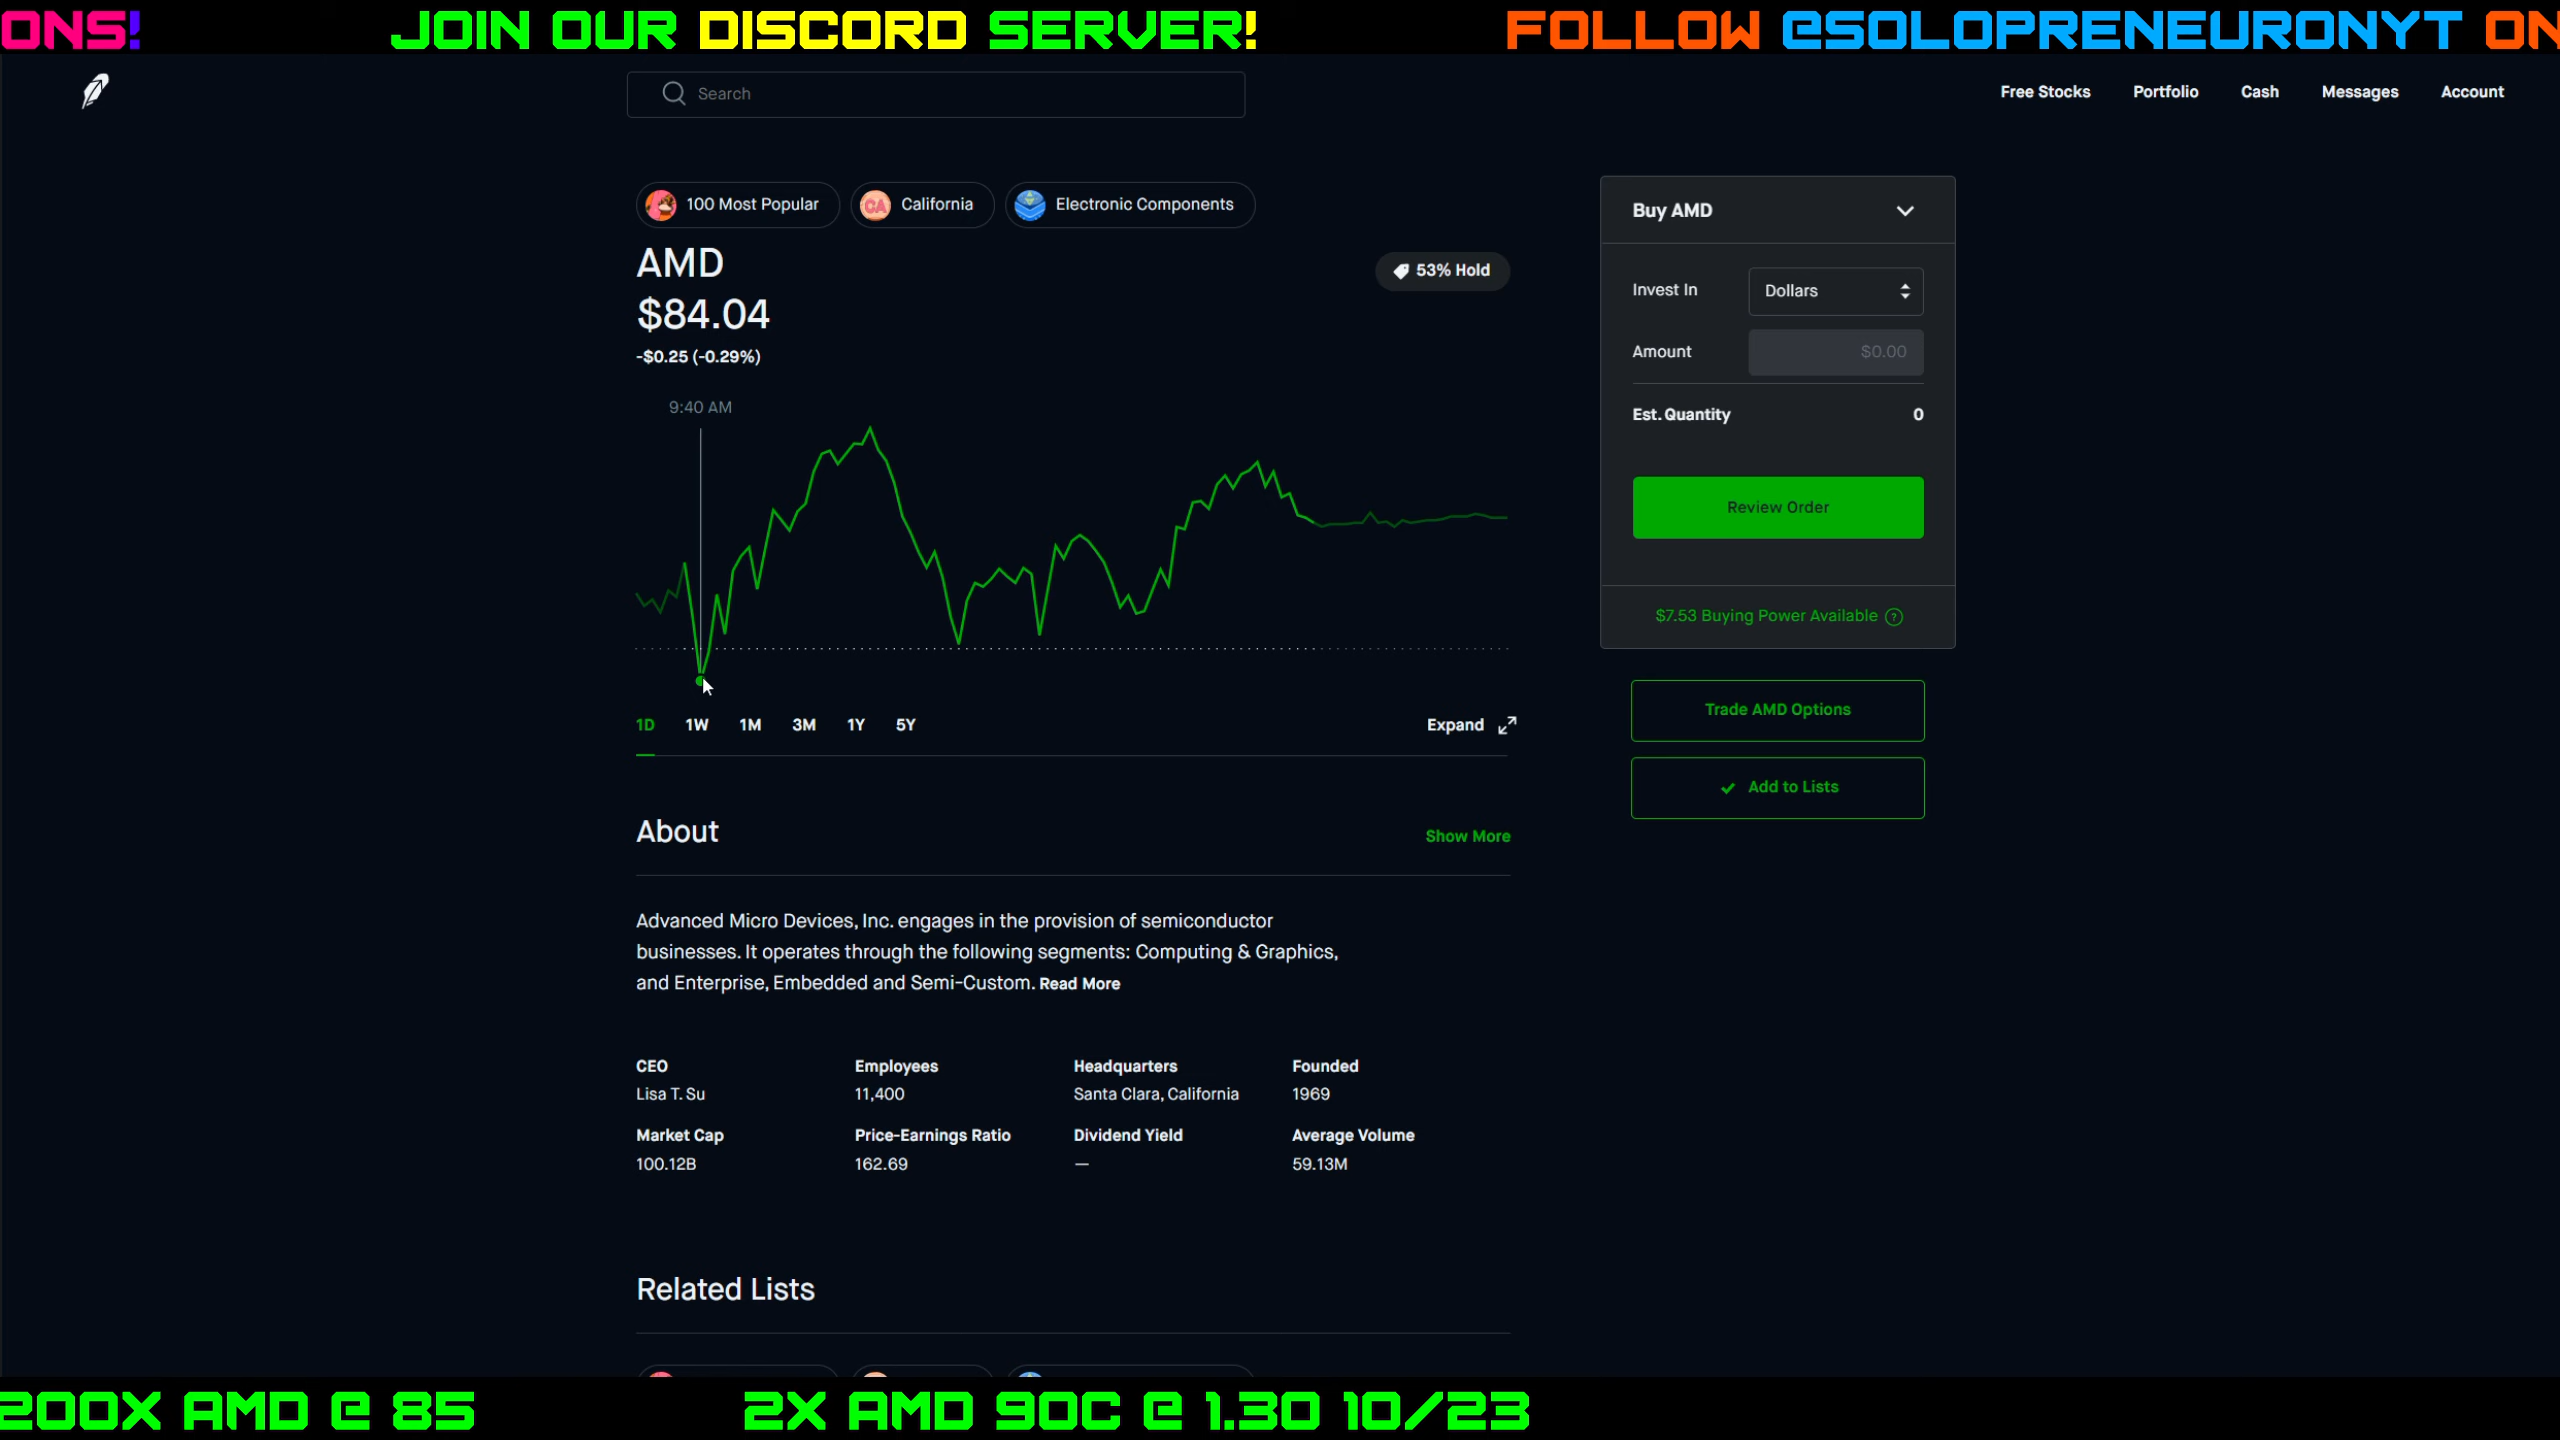 ONS!
JOIN OUR DISCORD SERVER!
FOLLOW @SOLOPRENEURONYT ON
Search
Free Stocks
Portfolio
Cash
Messages
Account
100 Most Popular
CA
California
Electronic Components
AMD
$84.04
-$0.25 (-0.29%)
53% Hold
9:40 AM
1D
1W
1M
3M
1Y
5Y
Expand
Buy AMD
Invest In
Dollars
Amount
$0.00
Est. Quantity
0
Review Order
$7.53 Buying Power Available ?
Trade AMD Options
Add to Lists
About
Show More
Advanced Micro Devices, Inc. engages in the provision of semiconductor
businesses. It operates through the following segments: Computing & Graphics,
and Enterprise, Embedded and Semi-Custom. Read More
CEO
Lisa T. Su
Employees
11,400
Headquarters
Santa Clara, California
Founded
1969
Market Cap
100.12B
Price-Earnings Ratio
162.69
Dividend Yield
—
Average Volume
59.13M
Related Lists
200X AMD @ 85
2X AMD 90C @ 1.30 10/23